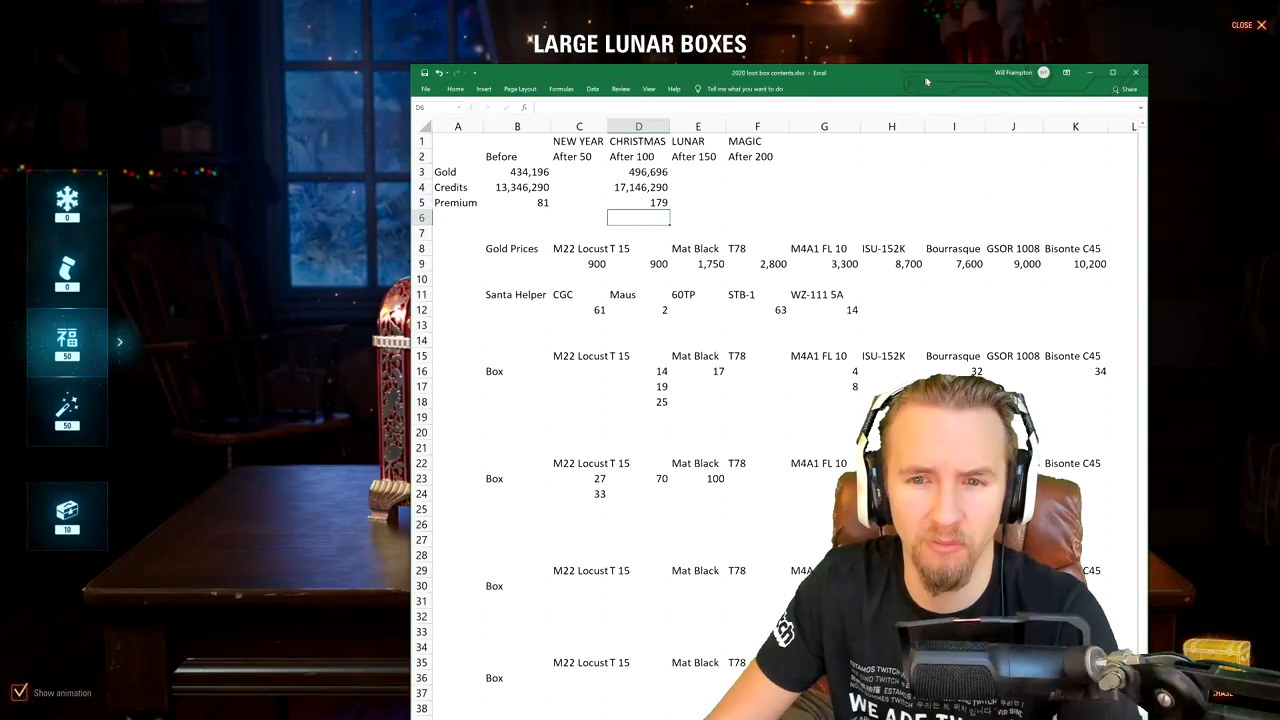 CLOSE
LARGE LUNAR BOXES
2020 loot box contents.xlsx - Excel
Will Frampton
WF
File Home Insert Page Layout Formulas Data Review View Help Tell me what you want to do
Share
D6
fx
A B C D E F G H I J K L
1 NEW YEAR CHRISTMAS LUNAR MAGIC
2 Before After 50 After 100 After 150 After 200
3 Gold 434,196 496,696
4 Credits 13,346,290 17,146,290
5 Premium 81 179
6
7
8 Gold Prices M22 Locust T 15 Mat Black T78 M4A1 FL 10 ISU-152K Bourrasque GSOR 1008 Bisonte C45
9 900 900 1,750 2,800 3,300 8,700 7,600 9,000 10,200
10
11 Santa Helper CGC Maus 60TP STB-1 WZ-111 5A
12 61 2 63 14
13
14
15 M22 Locust T 15 Mat Black T78 M4A1 FL 10 ISU-152K Bourrasque GSOR 1008 Bisonte C45
16 Box 14 17 4 32 34
17 19 8
18 25
19
20
21
22 M22 Locust T 15 Mat Black T78 M4A1 FL 10 Bisonte C45
23 Box 27 70 100
24 33
25
26
27
28
29 M22 Locust T 15 Mat Black T78 M4A C45
30 Box
31
32
33
34
35 M22 Locust T 15 Mat Black T78
36 Box
37
38
0
0
福
50
50
10
Show animation
ESTAMOS TWITCH
WE ARE